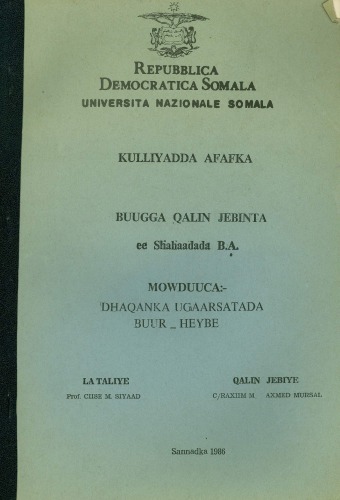 REPUBBLICA
DEMOCRATICA SOMALA
UNIVERSITA NAZIONALE SOMALA
KULLIYADDA AFAFKA
BUUGGA QALIN JEBINTA
ee Shahaadada B.A.
MOWDUUCA:-
DHAQANKA UGAARSATADA
BUUR _ HEYBE
LA TALIYE
QALIN JEBIYE
Prof. CIISE M. SIYAAD
C/RAXIIM M. AXMED MURSAL
Sannadka 1986